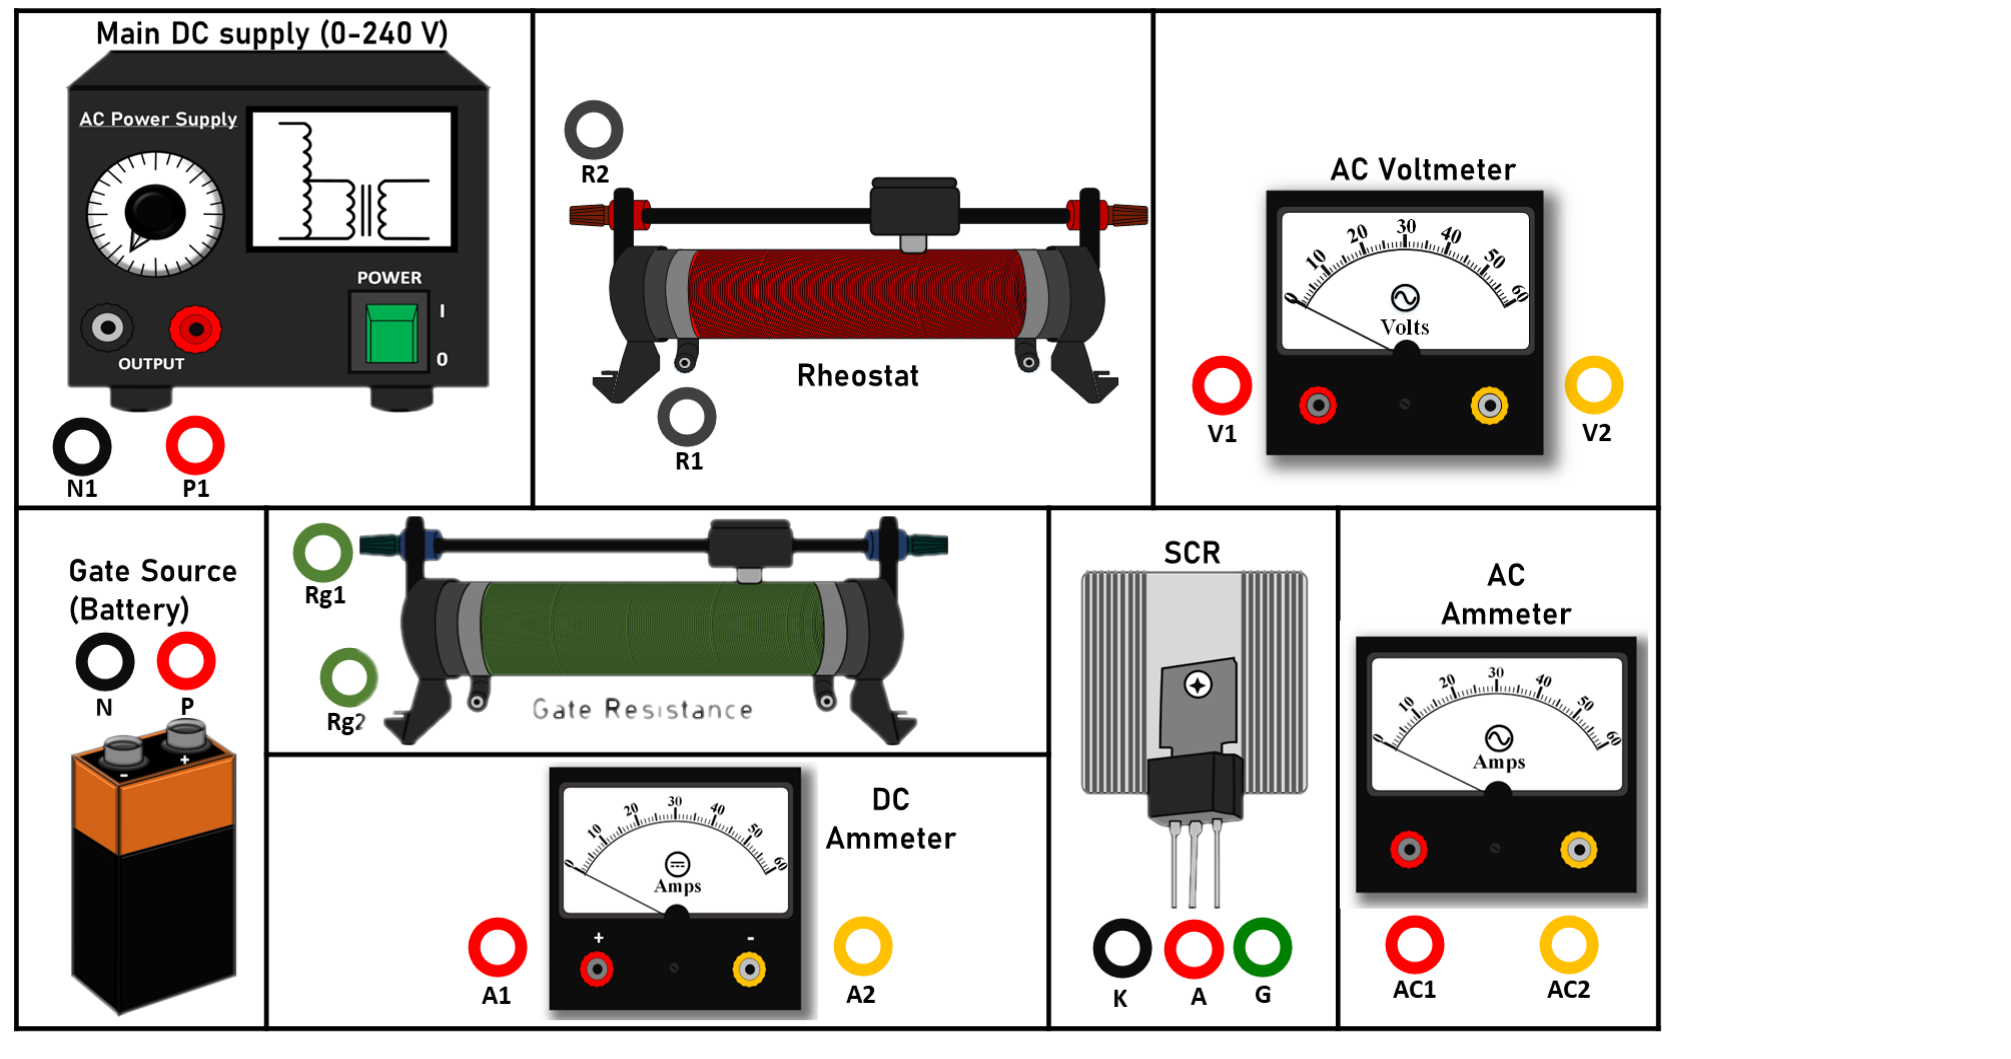 Main DC supply (0-240 V)
AC Power Supply
POWER
I
0
OUTPUT
N1
P1
R2
Rheostat
R1
AC Voltmeter
0 10 20 30 40 50 60
Volts
V1
V2
Gate Source
(Battery)
N
P
-
+
Rg1
Rg2
Gate Resistance
DC
Ammeter
0 10 20 30 40 50 60
Amps
+
-
A1
A2
SCR
K
A
G
AC
Ammeter
0 10 20 30 40 50 60
Amps
AC1
AC2